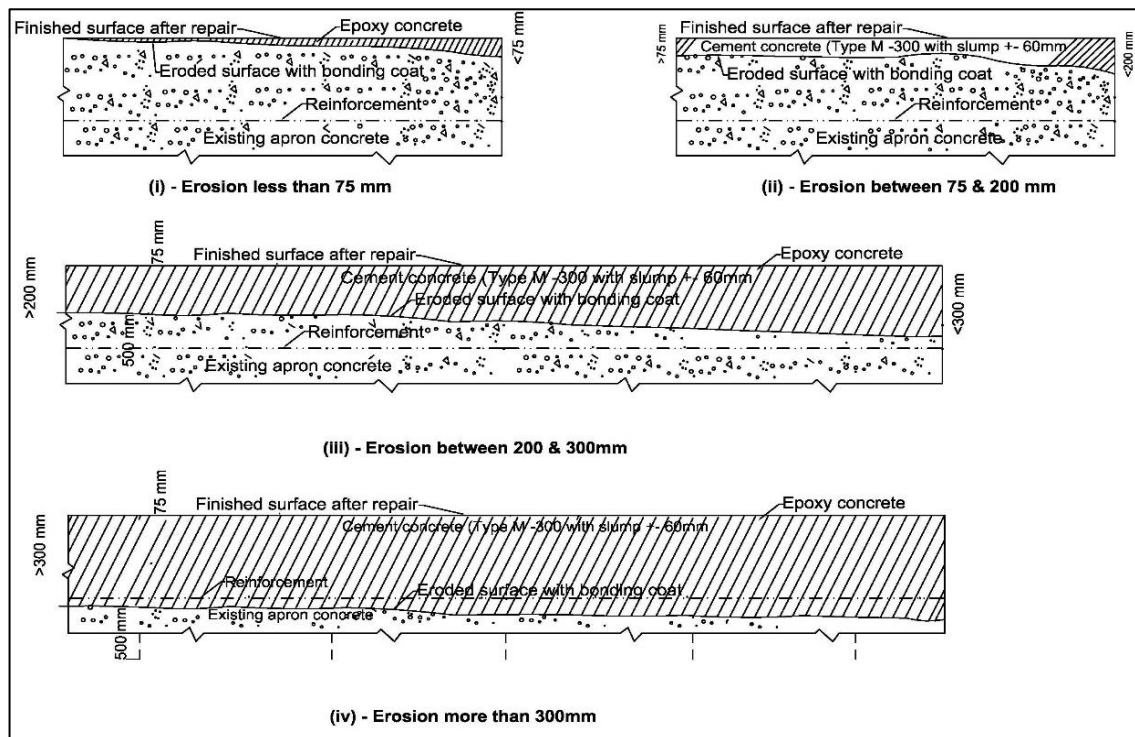 Finished surface after repair
Epoxy concrete
<75 mm
Eroded surface with bonding coat
Reinforcement
Existing apron concrete
(i) - Erosion less than 75 mm
Finished surface after repair
Epoxy concrete
>75 mm
Cement concrete (Type M -300 with slump +- 60mm
<200 mm
Eroded surface with bonding coat
Reinforcement
Existing apron concrete
(ii) - Erosion between 75 & 200 mm
75 mm
Finished surface after repair
Epoxy concrete
>200 mm
Cement concrete (Type M -300 with slump +- 60mm
Eroded surface with bonding coat
<300 mm
Reinforcement
500 mm
Existing apron concrete
(iii) - Erosion between 200 & 300mm
75 mm
Finished surface after repair
Epoxy concrete
>300 mm
Cement concrete (Type M -300 with slump +- 60mm
Reinforcement
Eroded surface with bonding coat
Existing apron concrete
500 mm
(iv) - Erosion more than 300mm